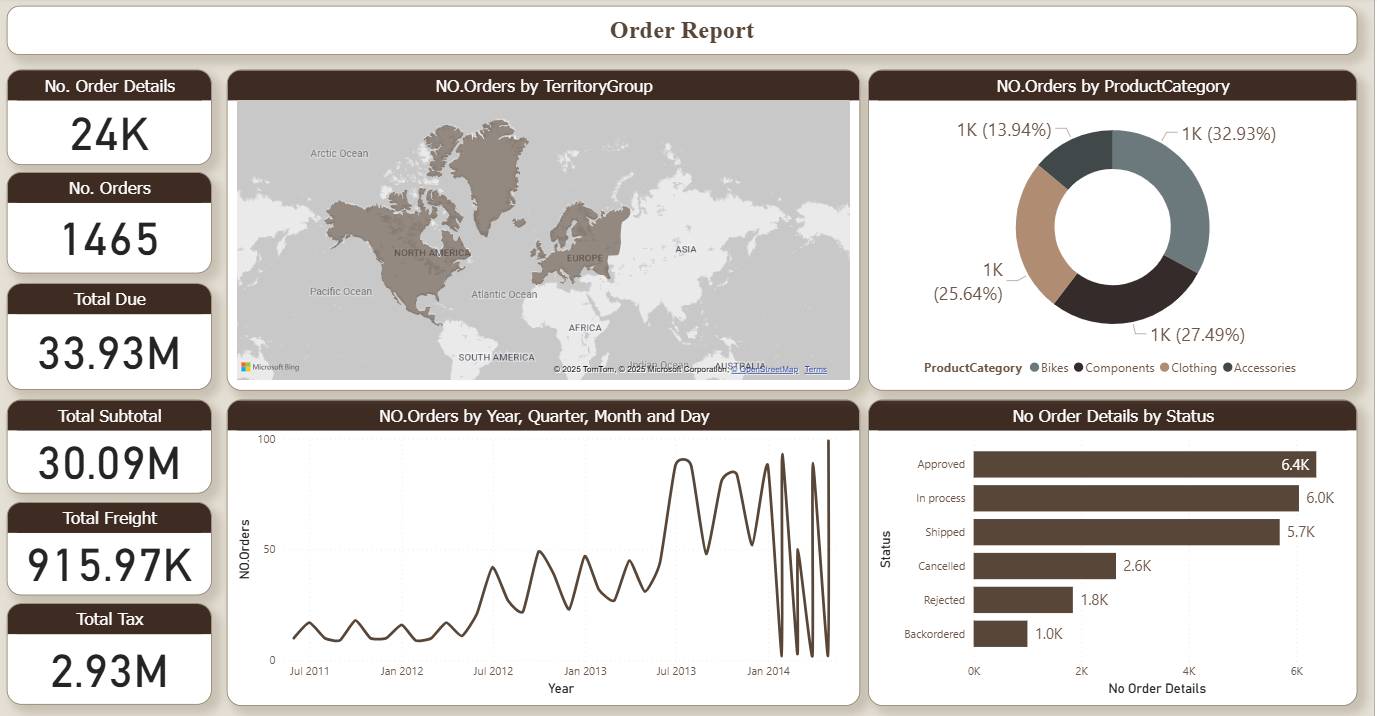 Order Report
No. Order Details
24K
No. Orders
1465
Total Due
33.93M
Total Subtotal
30.09M
Total Freight
915.97K
Total Tax
2.93M
NO.Orders by TerritoryGroup
Arctic Ocean
NORTH AMERICA
EUROPE
ASIA
Pacific Ocean
Atlantic Ocean
AFRICA
SOUTH AMERICA
Indian Ocean
AUSTRALIA
Microsoft Bing
© 2025 TomTom, © 2025 Microsoft Corporation, © OpenStreetMap Terms
NO.Orders by ProductCategory
1K (13.94%)
1K (32.93%)
1K
(25.64%)
1K (27.49%)
ProductCategory Bikes Components Clothing Accessories
NO.Orders by Year, Quarter, Month and Day
NO.Orders
100
50
0
Jul 2011 Jan 2012 Jul 2012 Jan 2013 Jul 2013 Jan 2014
Year
No Order Details by Status
Status
Approved 6.4K
In process 6.0K
Shipped 5.7K
Cancelled 2.6K
Rejected 1.8K
Backordered 1.0K
0K 2K 4K 6K
No Order Details